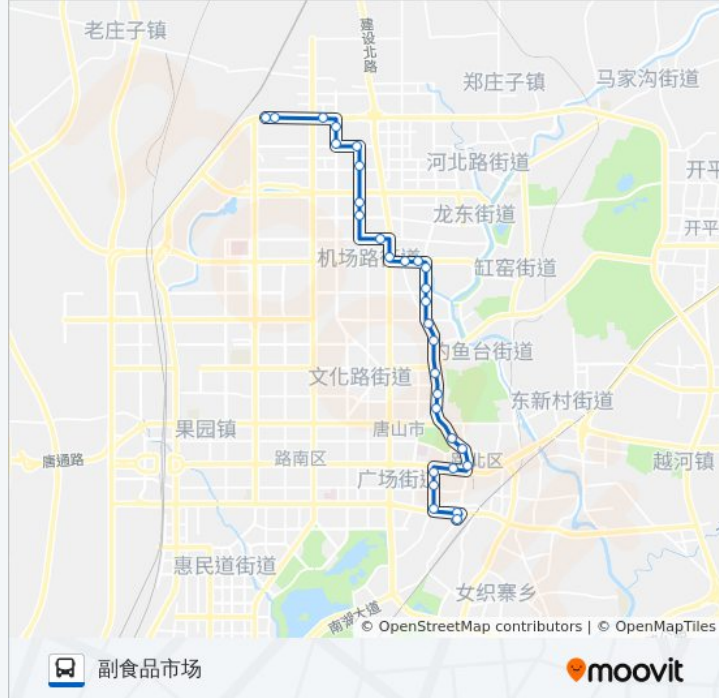 老庄子镇
建设北路
郑庄子镇
马家沟街道
河北路街道
开平
龙东街道
开平
机场路街道
缸窑街道
钓鱼台街道
文化路街道
东新村街道
果园镇
唐山市
唐通路
路南区
路北区
越河镇
广场街道
惠民道街道
女织寨乡
南湖大道
© OpenStreetMap contributors | © OpenMapTiles
副食品市场
moovit